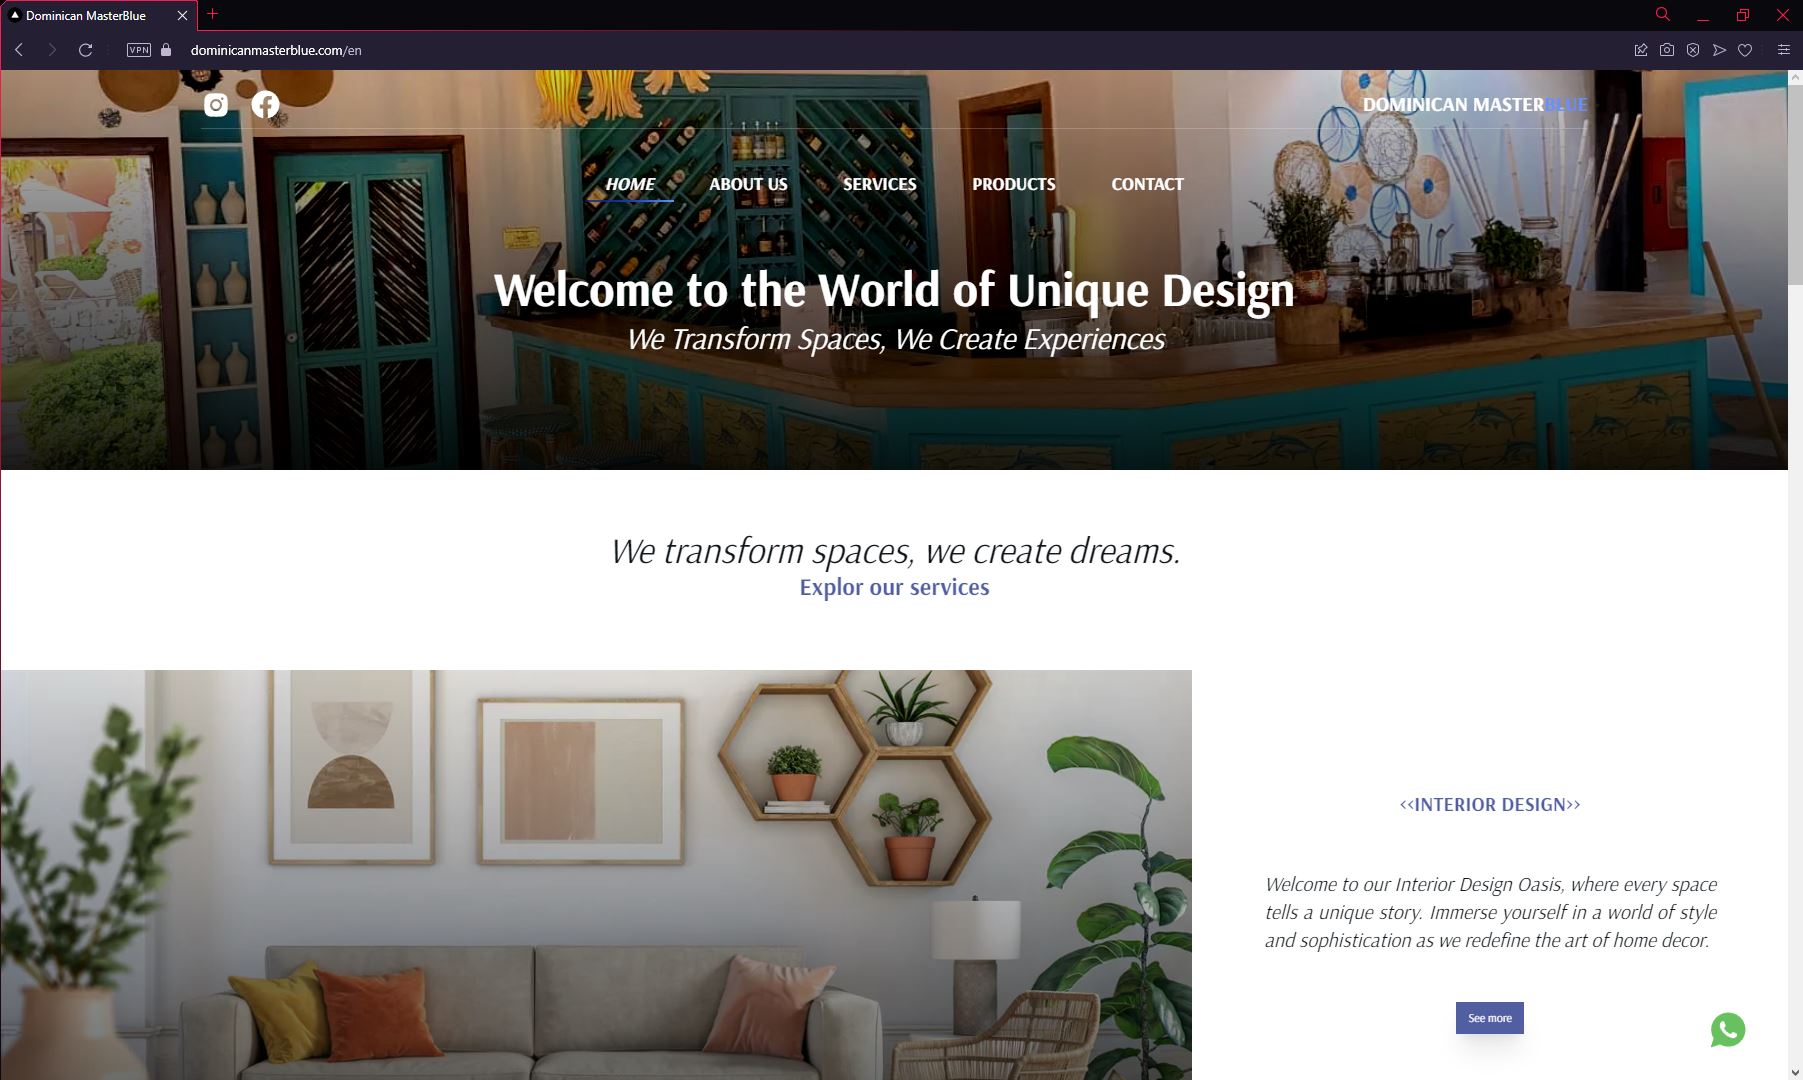 Dominican MasterBlue
VPN
dominicanmasterblue.com/en
DOMINICAN MASTERBLUE
HOME
ABOUT US
SERVICES
PRODUCTS
CONTACT
Welcome to the World of Unique Design
We Transform Spaces, We Create Experiences
We transform spaces, we create dreams.
Explor our services
<<INTERIOR DESIGN>>
Welcome to our Interior Design Oasis, where every space
tells a unique story. Immerse yourself in a world of style
and sophistication as we redefine the art of home decor.
See more